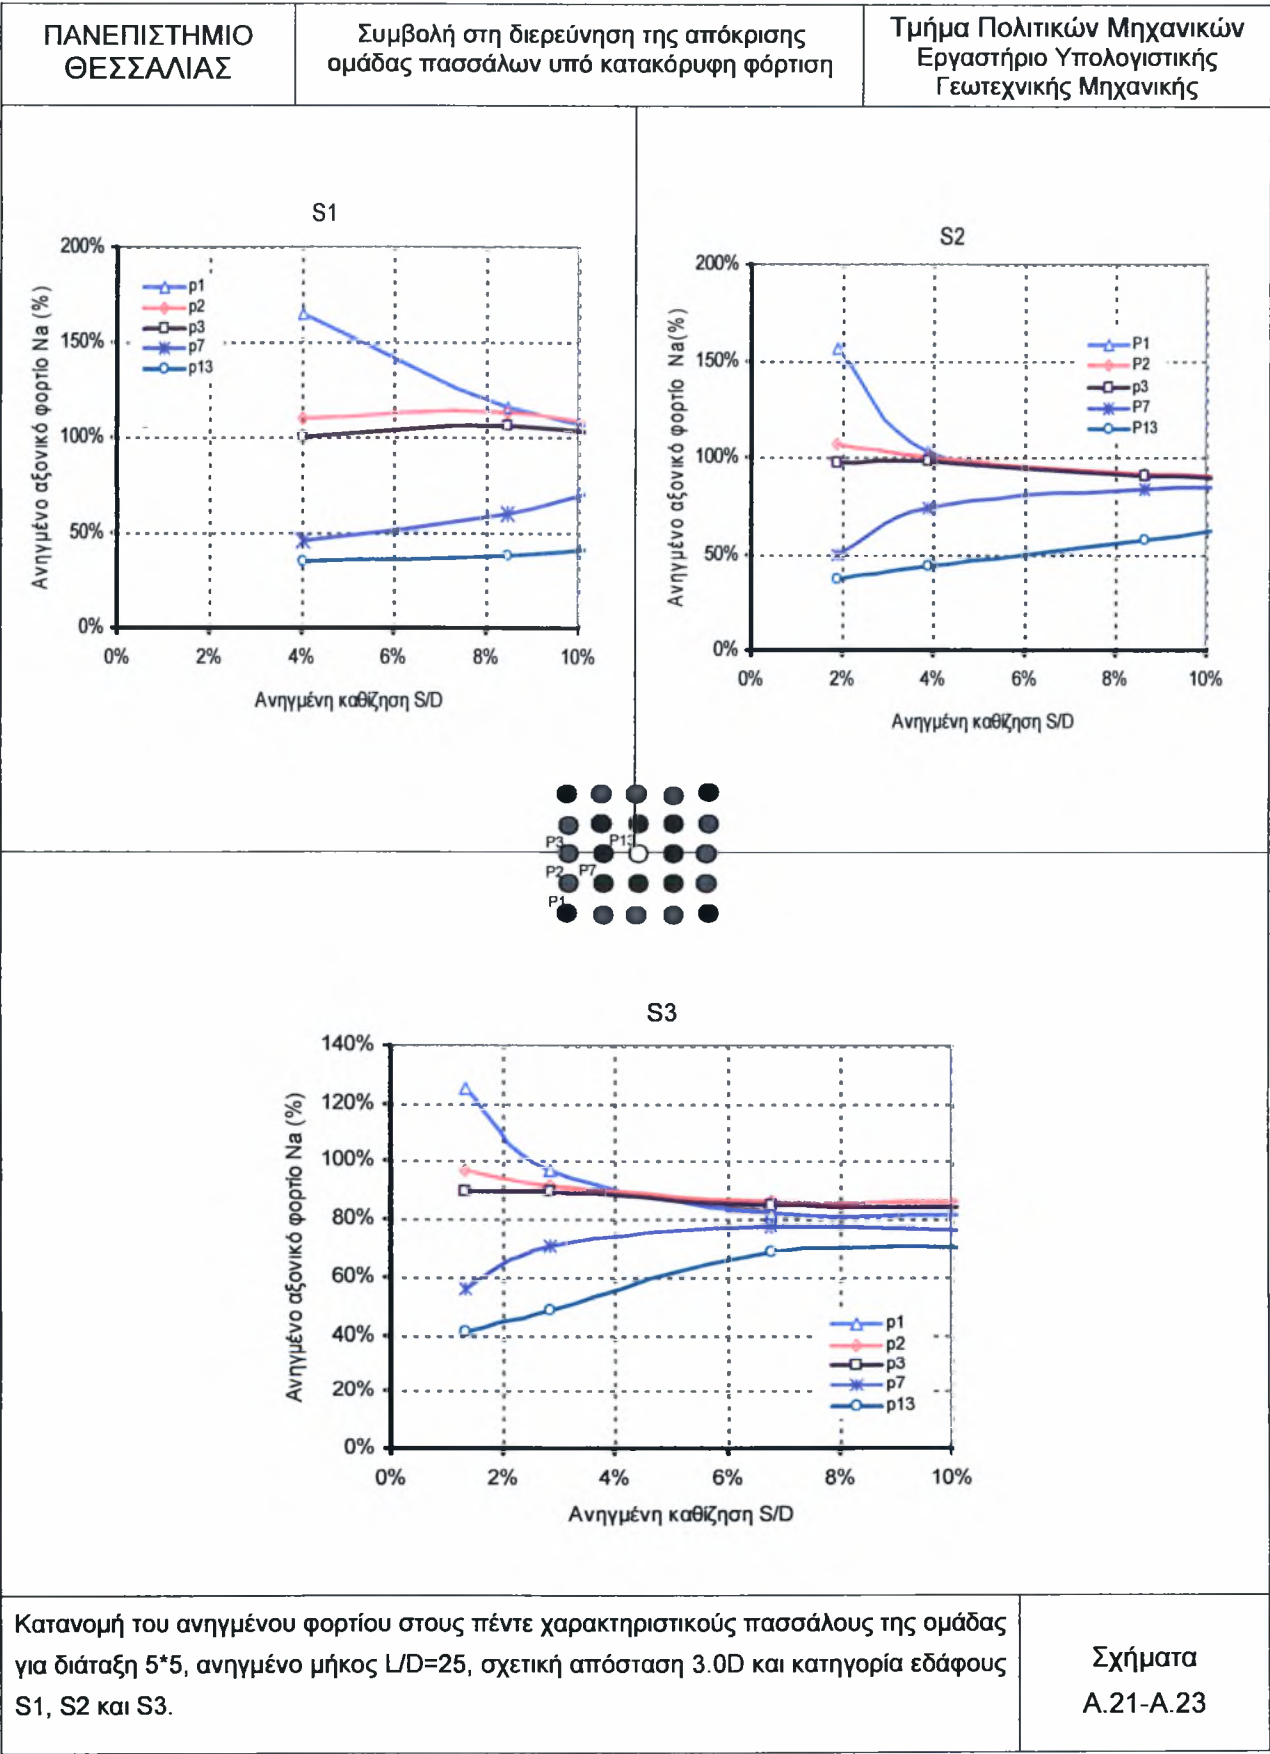 ΠΑΝΕΠΙΣΤΗΜΙΟ
ΘΕΣΣΑΛΙΑΣ
Συμβολή στη διερεύνηση της απόκρισης
ομάδας πασσάλων υπό κατακόρυφη φόρτιση
Τμήμα Πολιτικών Μηχανικών
Εργαστήριο Υπολογιστικής
Γεωτεχνικής Μηχανικής
S1
Ανηγμένο αξονικό φορτίο Na (%)
200%
150%
100%
50%
0%
p1
p2
p3
p7
p13
0% 2% 4% 6% 8% 10%
Ανηγμένη καθίζηση S/D
S2
Ανηγμένο αξονικό φορτίο Na(%)
200%
150%
100%
50%
0%
P1
P2
p3
P7
P13
0% 2% 4% 6% 8% 10%
Ανηγμένη καθίζηση S/D
P3 P13
P2 P7
P1
S3
Ανηγμένο αξονικό φορτίο Na (%)
140%
120%
100%
80%
60%
40%
20%
0%
p1
p2
p3
p7
p13
0% 2% 4% 6% 8% 10%
Ανηγμένη καθίζηση S/D
Κατανομή του ανηγμένου φορτίου στους πέντε χαρακτηριστικούς πασσάλους της ομάδας
για διάταξη 5*5, ανηγμένο μήκος L/D=25, σχετική απόσταση 3.0D και κατηγορία εδάφους
S1, S2 και S3.
Σχήματα
Α.21-Α.23